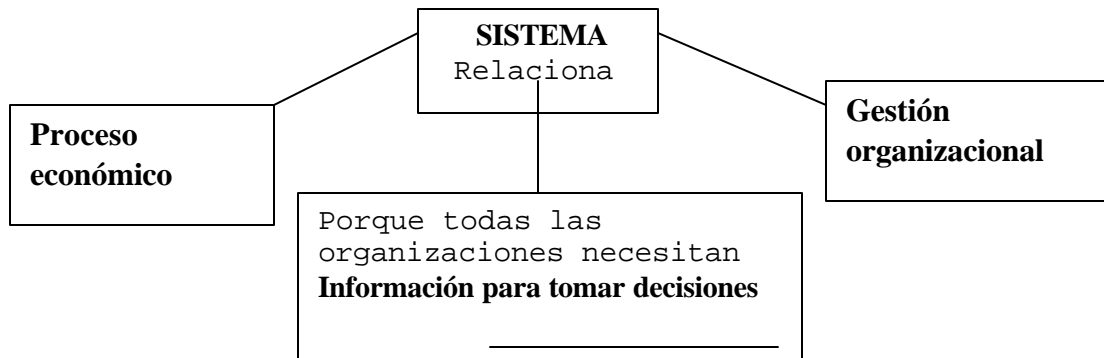 SISTEMA
Relaciona
Proceso
económico
Gestión
organizacional
Porque todas las
organizaciones necesitan
Información para tomar decisiones